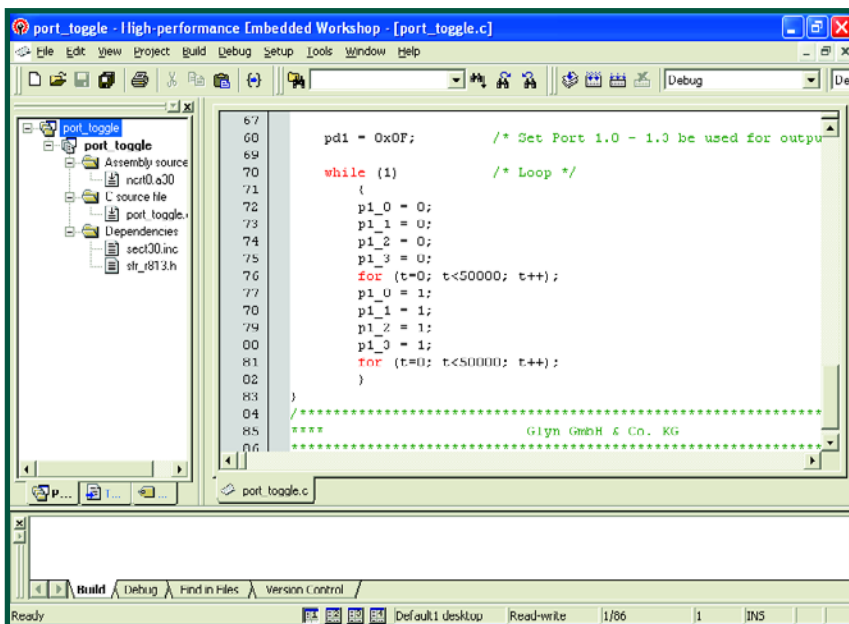 port_toggle - High-performance Embedded Workshop - [port_toggle.c]
File Edit View Project Build Debug Setup Tools Window Help
Debug De
port_toggle
port_toggle
Assembly source
ncrt0.a30
C source file
port_toggle.
Dependencies
sect30.inc
sfr_r813.h
P... T... ...
67
68 pd1 = 0x0F; /* Set Port 1.0 - 1.3 be used for outpu
69
70 while (1) /* Loop */
71 {
72 p1_0 = 0;
73 p1_1 = 0;
74 p1_2 = 0;
75 p1_3 = 0;
76 for (t=0; t<50000; t++);
77 p1_0 = 1;
78 p1_1 = 1;
79 p1_2 = 1;
80 p1_3 = 1;
81 for (t=0; t<50000; t++);
82 }
83 }
84 /***************************************************************
85 **** Glyn GmbH & Co. KG
86 ****************************************************************
port_toggle.c
Build Debug Find in Files Version Control
Ready Default1 desktop Read-write 1/86 1 INS